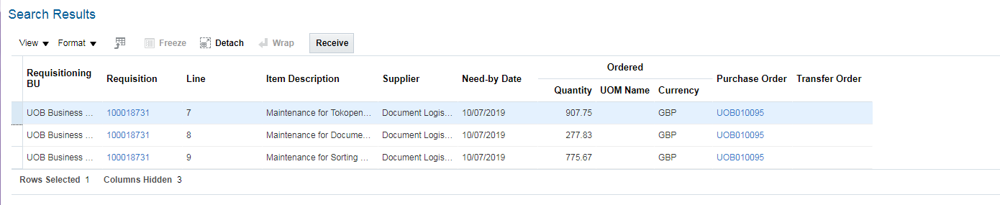 Search Results
View Format Freeze Detach Wrap Receive
Requisitioning BU Requisition Line Item Description Supplier Need-by Date Ordered Quantity UOM Name Currency Purchase Order Transfer Order
UOB Business ... 100018731 7 Maintenance for Tokopen... Document Logis... 10/07/2019 907.75 GBP UOB010095
UOB Business ... 100018731 8 Maintenance for Docume... Document Logis... 10/07/2019 277.83 GBP UOB010095
UOB Business ... 100018731 9 Maintenance for Sorting ... Document Logis... 10/07/2019 775.67 GBP UOB010095
Rows Selected 1 Columns Hidden 3